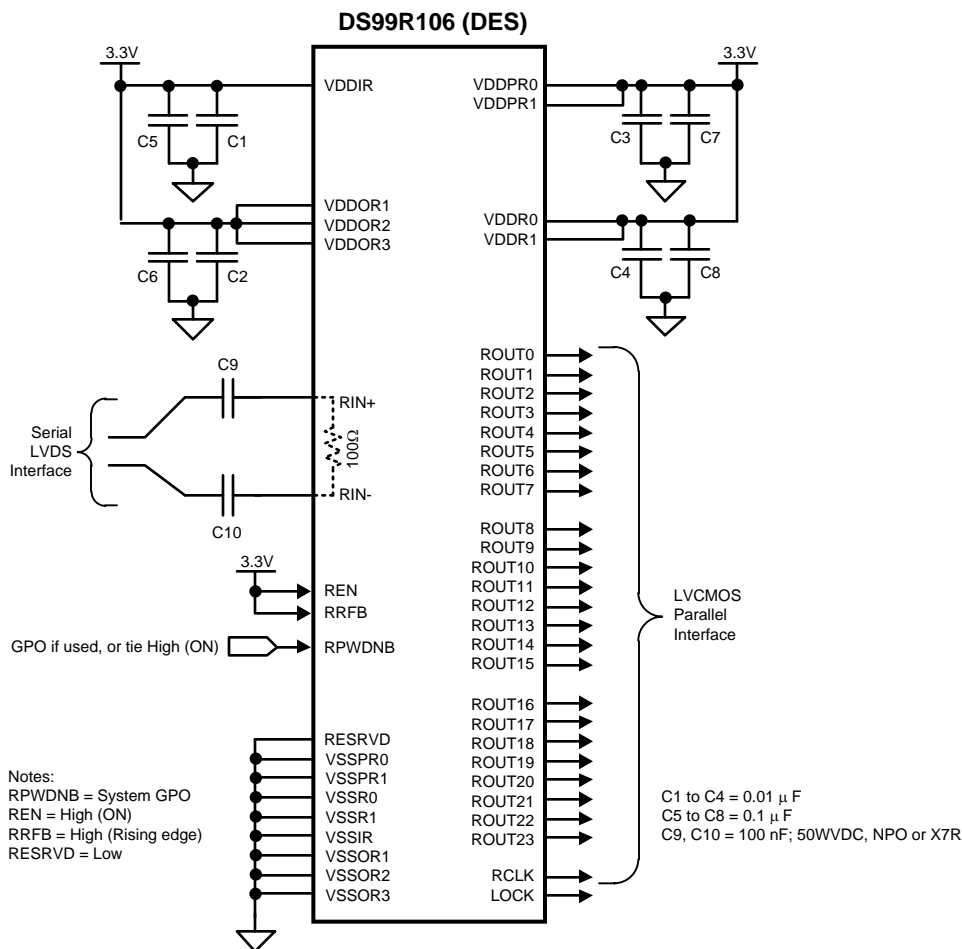 DS99R106 (DES)
3.3V
3.3V
VDDIR
VDDPR0
VDDPR1
C5
C1
C3
C7
VDDOR1
VDDOR2
VDDOR3
VDDR0
VDDR1
C6
C2
C4
C8
C9
RIN+
100Ω
RIN-
C10
Serial
LVDS
Interface
3.3V
REN
RRFB
GPO if used, or tie High (ON)
RPWDNB
RESRVD
VSSPR0
VSSPR1
VSSR0
VSSR1
VSSIR
VSSOR1
VSSOR2
VSSOR3
Notes:
RPWDNB = System GPO
REN = High (ON)
RRFB = High (Rising edge)
RESRVD = Low
ROUT0
ROUT1
ROUT2
ROUT3
ROUT4
ROUT5
ROUT6
ROUT7
ROUT8
ROUT9
ROUT10
ROUT11
ROUT12
ROUT13
ROUT14
ROUT15
ROUT16
ROUT17
ROUT18
ROUT19
ROUT20
ROUT21
ROUT22
ROUT23
RCLK
LOCK
LVCMOS
Parallel
Interface
C1 to C4 = 0.01 μ F
C5 to C8 = 0.1 μ F
C9, C10 = 100 nF; 50WVDC, NPO or X7R